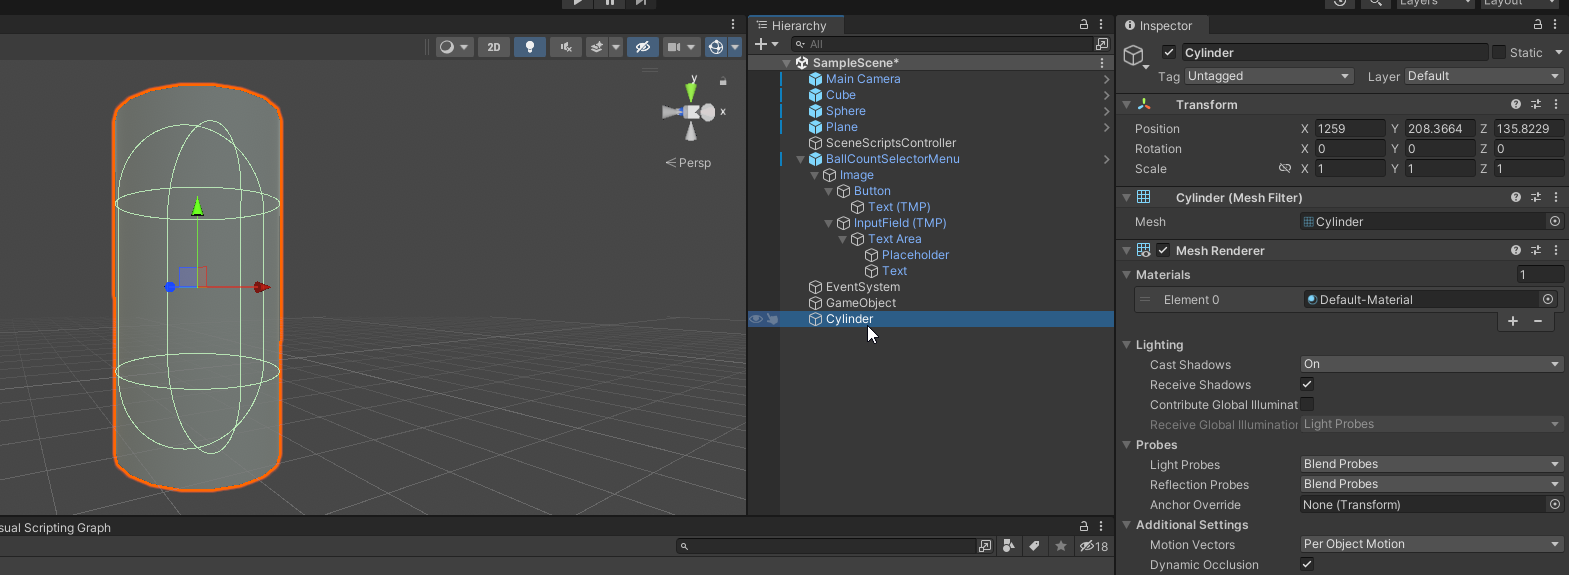 Layers
Layout
Hierarchy
Inspector
2D
All
Cylinder
Static
SampleScene*
Tag Untagged
Layer Default
y
x
Persp
Main Camera
Cube
Sphere
Plane
SceneScriptsController
BallCountSelectorMenu
Image
Button
Text (TMP)
InputField (TMP)
Text Area
Placeholder
Text
EventSystem
GameObject
Cylinder
Transform
Position X 1259 Y 208.3664 Z 135.8229
Rotation X 0 Y 0 Z 0
Scale X 1 Y 1 Z 1
Cylinder (Mesh Filter)
Mesh Cylinder
Mesh Renderer
Materials 1
Element 0 Default-Material
Lighting
Cast Shadows On
Receive Shadows
Contribute Global Illuminat
Receive Global Illumination Light Probes
Probes
Light Probes Blend Probes
Reflection Probes Blend Probes
Anchor Override None (Transform)
Additional Settings
Motion Vectors Per Object Motion
Dynamic Occlusion
sual Scripting Graph
18